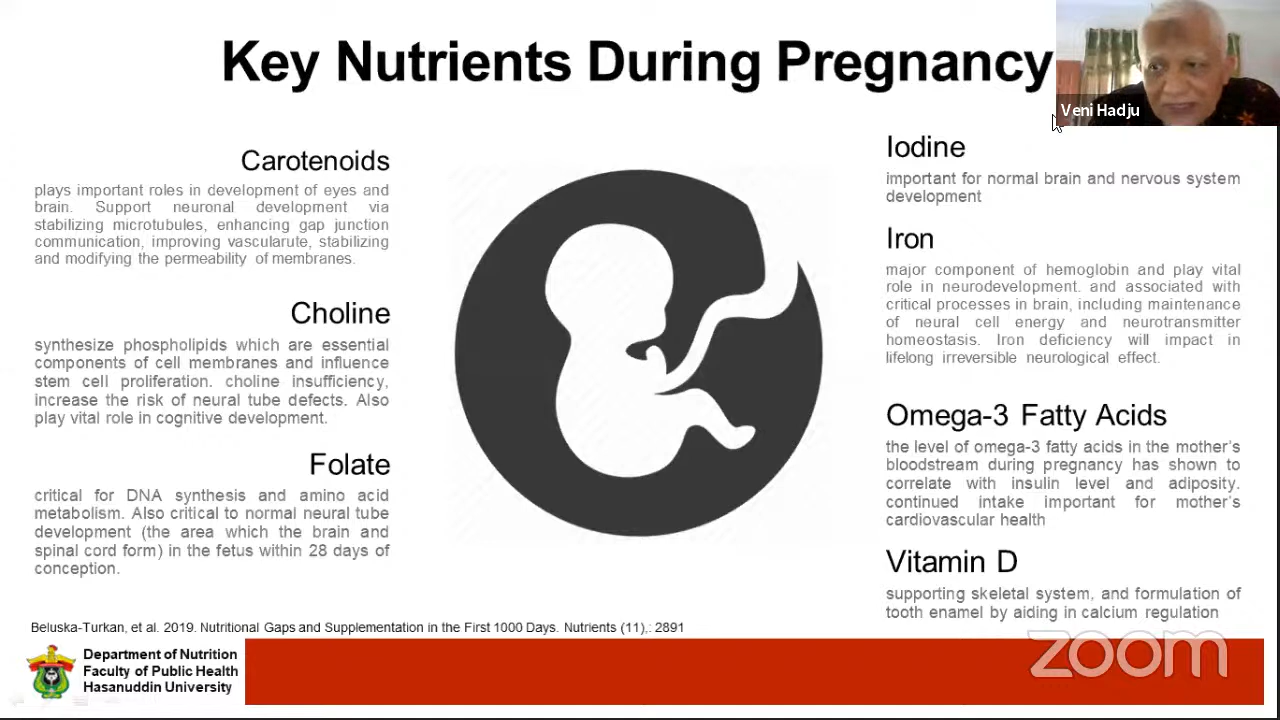 Key Nutrients During Pregnancy
Veni Hadju
Carotenoids
plays important roles in development of eyes and
brain. Support neuronal development via
stabilizing microtubules, enhancing gap junction
communication, improving vascularute, stabilizing
and modifying the permeability of membranes.
Choline
synthesize phospholipids which are essential
components of cell membranes and influence
stem cell proliferation. choline insufficiency,
increase the risk of neural tube defects. Also
play vital role in cognitive development.
Folate
critical for DNA synthesis and amino acid
metabolism. Also critical to normal neural tube
development (the area which the brain and
spinal cord form) in the fetus within 28 days of
conception.
Iodine
important for normal brain and nervous system
development
Iron
major component of hemoglobin and play vital
role in neurodevelopment. and associated with
critical processes in brain, including maintenance
of neural cell energy and neurotransmitter
homeostasis. Iron deficiency will impact in
lifelong irreversible neurological effect.
Omega-3 Fatty Acids
the level of omega-3 fatty acids in the mother's
bloodstream during pregnancy has shown to
correlate with insulin level and adiposity.
continued intake important for mother's
cardiovascular health
Vitamin D
supporting skeletal system, and formulation of
tooth enamel by aiding in calcium regulation
Beluska-Turkan, et al. 2019. Nutritional Gaps and Supplementation in the First 1000 Days. Nutrients (11),: 2891
Department of Nutrition
Faculty of Public Health
Hasanuddin University
zoom